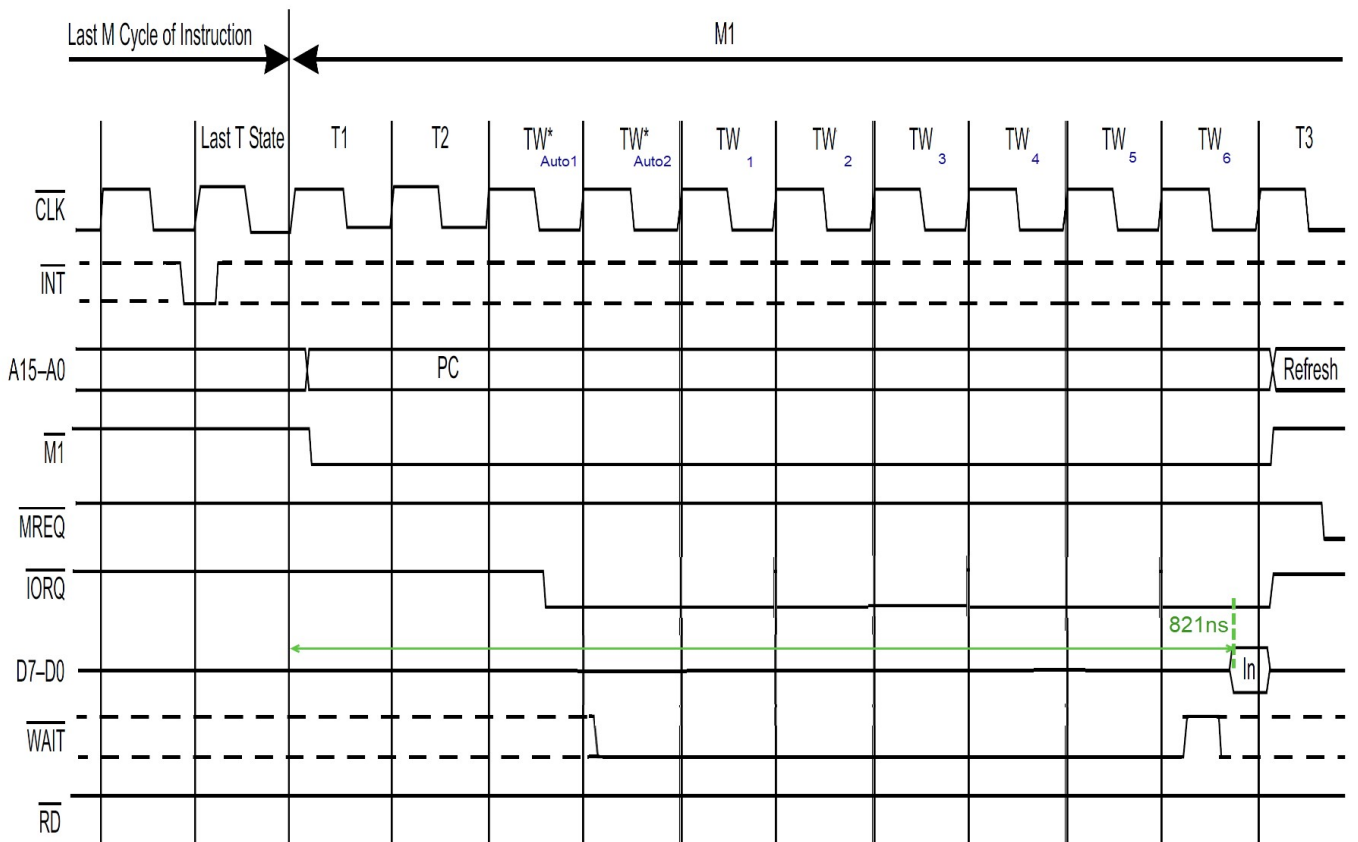 Last M Cycle of Instruction
M1
Last T State T1 T2 TW* TW* TW TW TW TW TW TW T3
Auto1 Auto2 1 2 3 4 5 6
CLK
INT
A15–A0 PC Refresh
M1
MREQ
IORQ
821ns
D7–D0 In
WAIT
RD